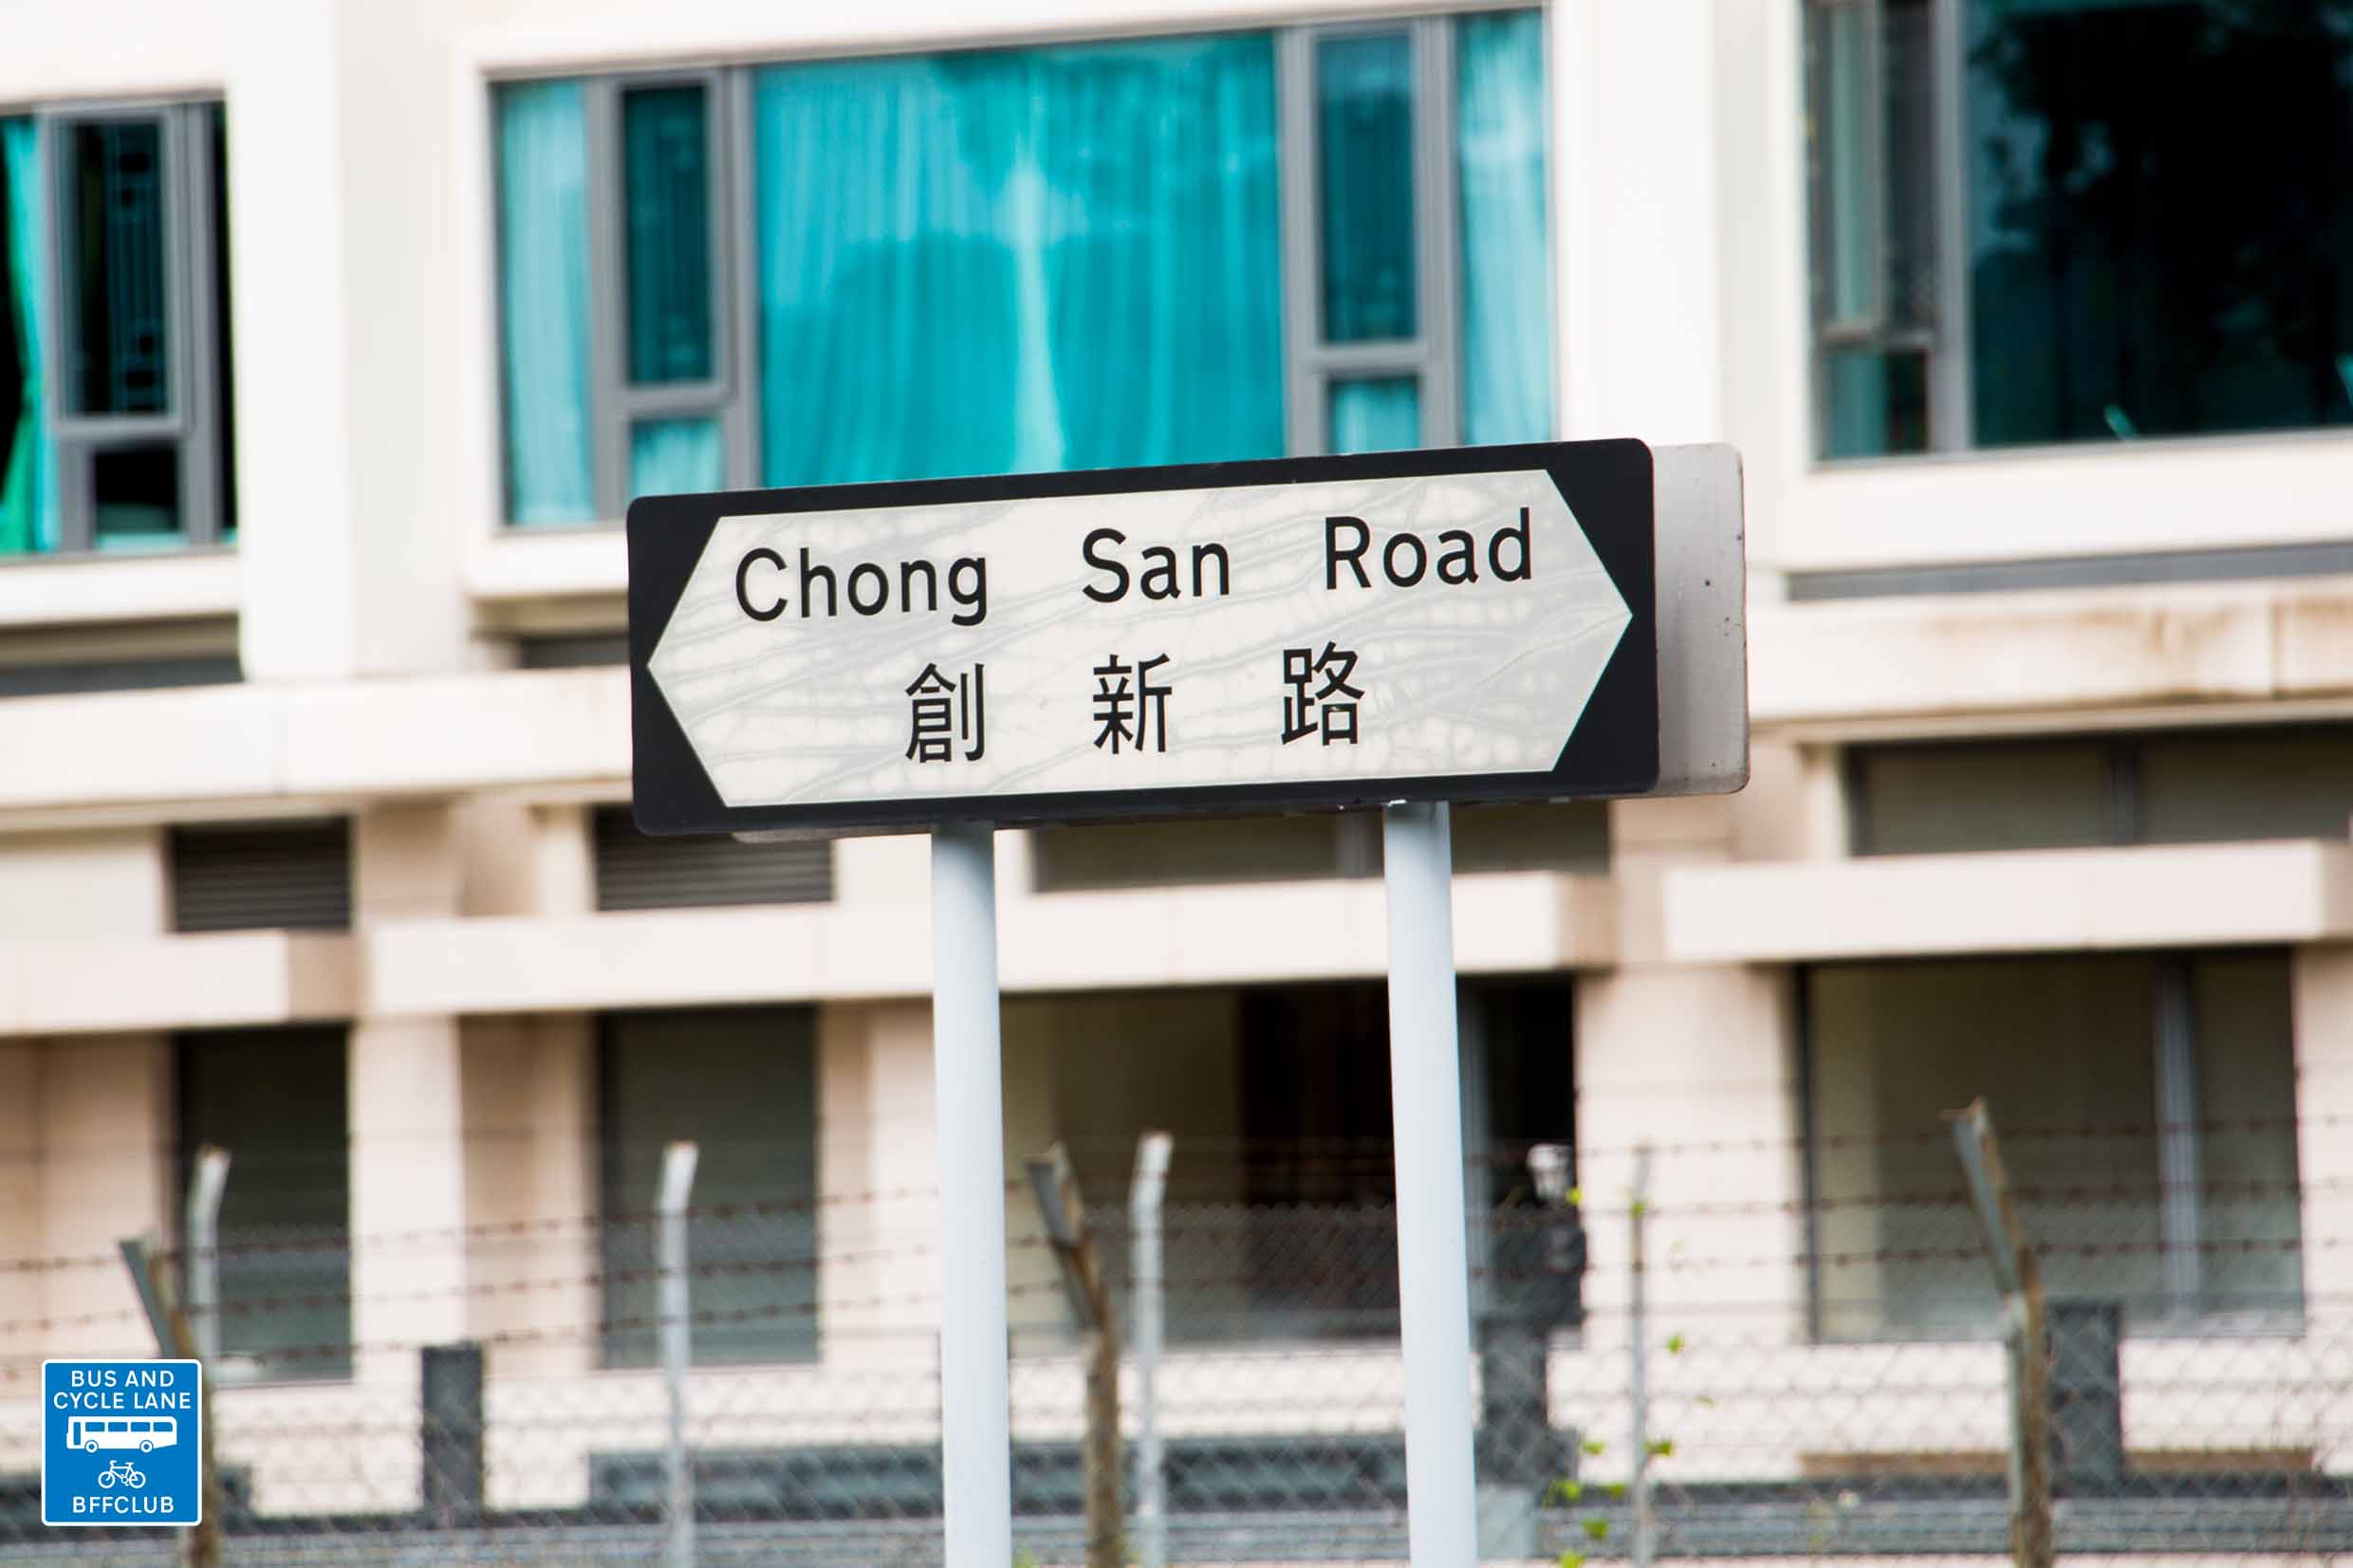 Chong San Road
創新路
BUS AND
CYCLE LANE
BFFCLUB